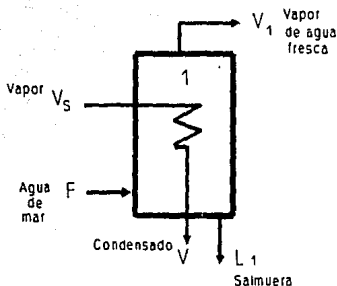 V1 Vapor
de agua
fresca
1
Vapor VS
Agua
de
mar
F
Condensado V
L1
Salmuera